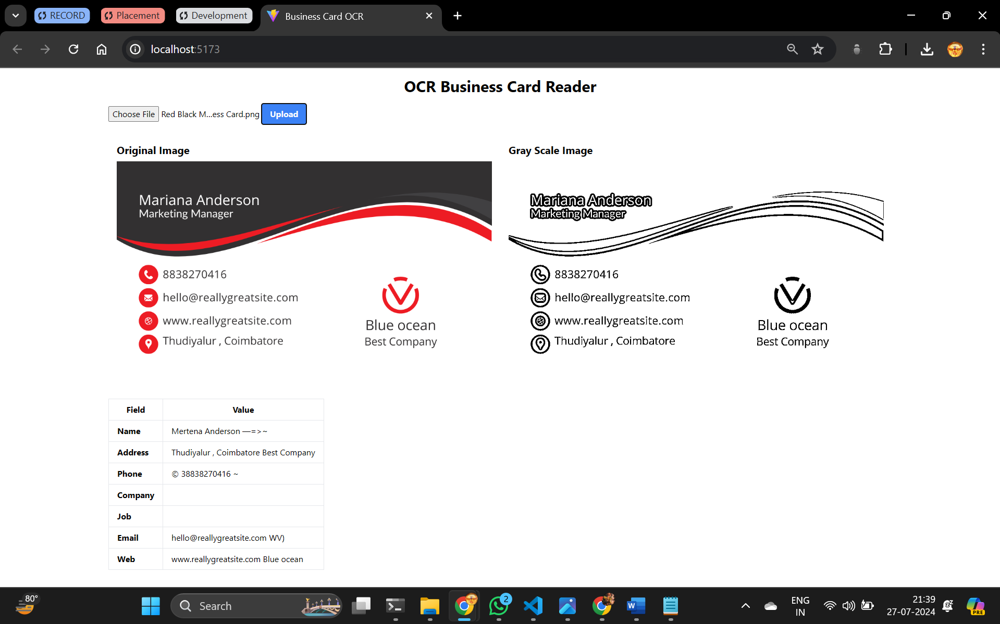 RECORD Placement Development Business Card OCR
localhost:5173
OCR Business Card Reader
Choose File Red Black M...ess Card.png Upload
Original Image
Mariana Anderson
Marketing Manager
8838270416
hello@reallygreatsite.com
www.reallygreatsite.com
Thudiyalur , Coimbatore
Blue ocean
Best Company
Gray Scale Image
Mariana Anderson
Marketing Manager
8838270416
hello@reallygreatsite.com
www.reallygreatsite.com
Thudiyalur , Coimbatore
Blue ocean
Best Company
Field Value
Name Mertena Anderson —=>~
Address Thudiyalur , Coimbatore Best Company
Phone © 38838270416 ~
Company
Job
Email hello@reallygreatsite.com WV)
Web www.reallygreatsite.com Blue ocean
80°
Search
2
ENG
IN
21:39
27-07-2024
PRE